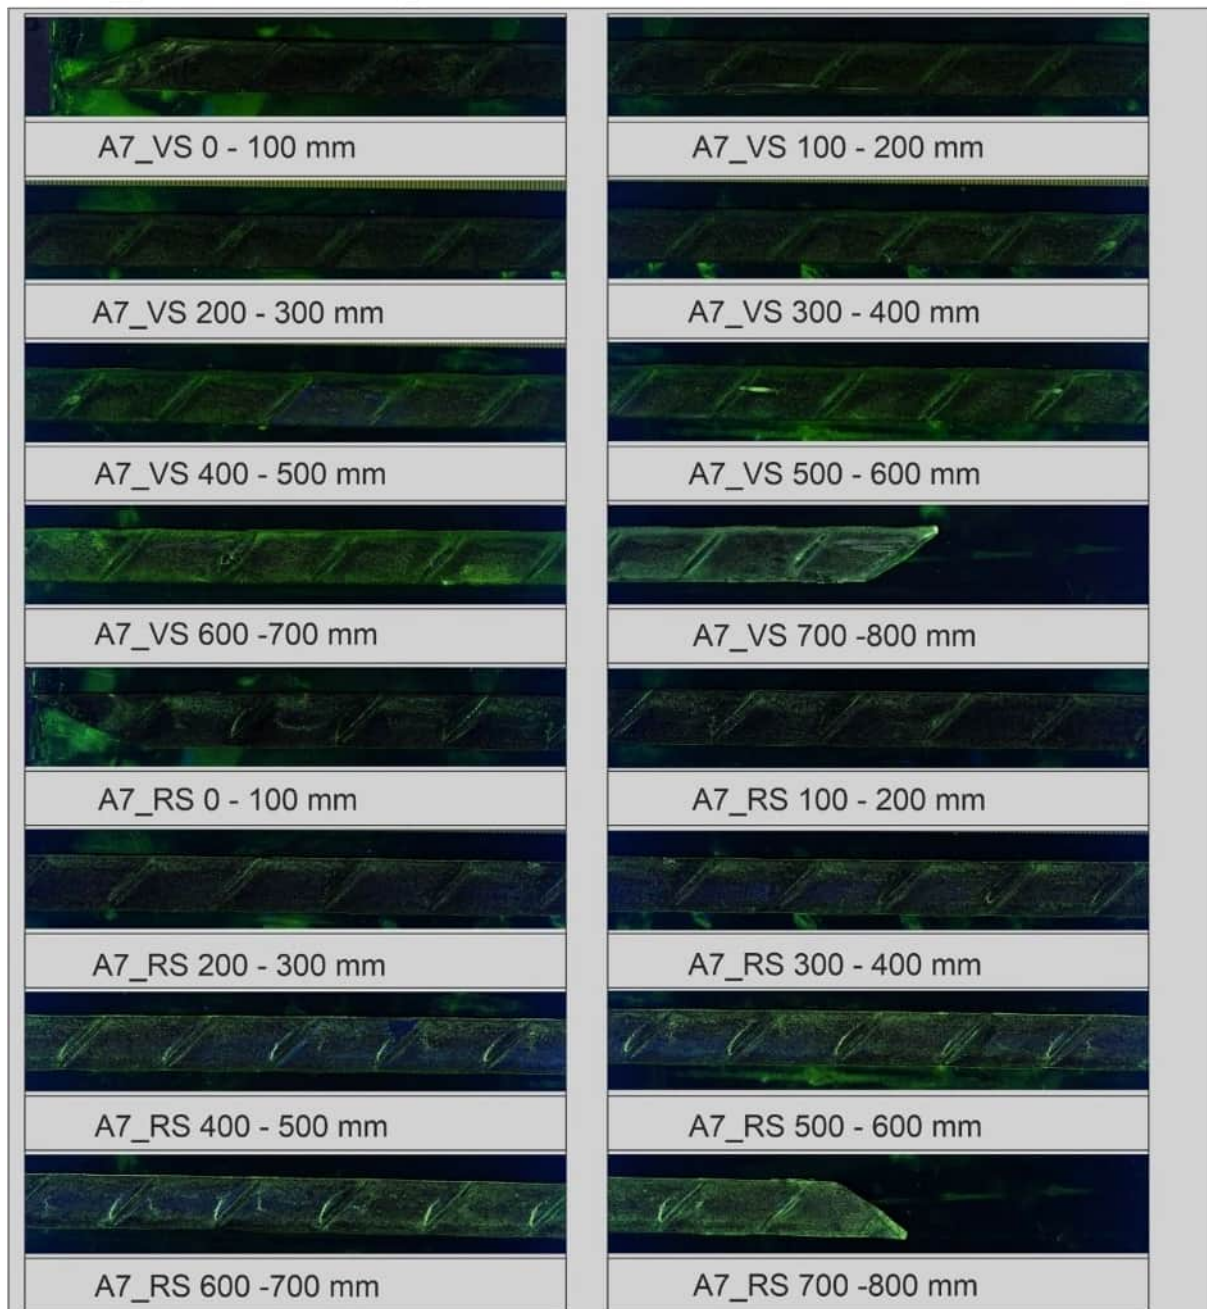 A7_VS 0 - 100 mm
A7_VS 100 - 200 mm
A7_VS 200 - 300 mm
A7_VS 300 - 400 mm
A7_VS 400 - 500 mm
A7_VS 500 - 600 mm
A7_VS 600 -700 mm
A7_VS 700 -800 mm
A7_RS 0 - 100 mm
A7_RS 100 - 200 mm
A7_RS 200 - 300 mm
A7_RS 300 - 400 mm
A7_RS 400 - 500 mm
A7_RS 500 - 600 mm
A7_RS 600 -700 mm
A7_RS 700 -800 mm